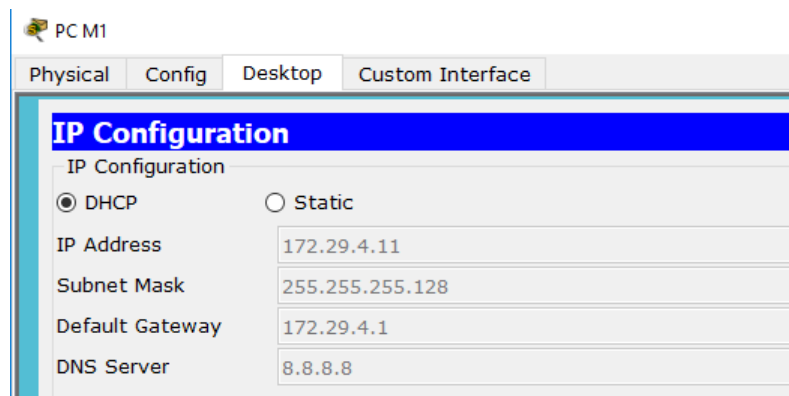 PC M1
Physical Config Desktop Custom Interface
IP Configuration
IP Configuration
DHCP Static
IP Address 172.29.4.11
Subnet Mask 255.255.255.128
Default Gateway 172.29.4.1
DNS Server 8.8.8.8